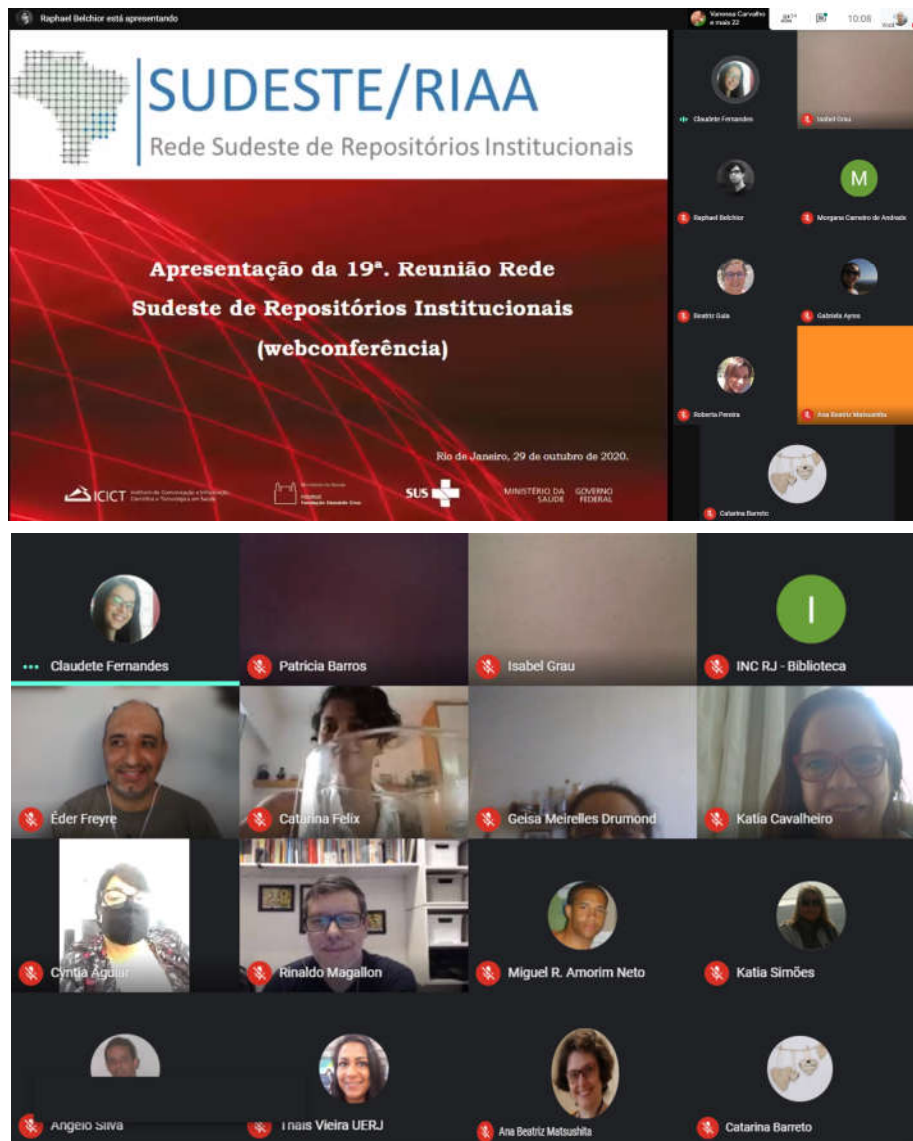 Raphael Belchior está apresentando
Vanessa Carvalho
e mais 22
10:08
SUDESTE/RIAA
Rede Sudeste de Repositórios Institucionais
Apresentação da 19ª. Reunião Rede
Sudeste de Repositórios Institucionais
(webconferência)
Rio de Janeiro, 29 de outubro de 2020.
ICICT
SUS
MINISTÉRIO DA
SAÚDE
GOVERNO
FEDERAL
Claudete Fernandes
Isabel Grau
Raphael Belchior
M
Morgana Carneiro de Andrade
Beatriz Gaia
Gabriela Ayres
Roberta Pereira
Ana Beatriz Matsushita
Catarina Barreto
Claudete Fernandes
Patricia Barros
Isabel Grau
I
INC RJ - Biblioteca
Éder Freyre
Catarina Felix
Geisa Meirelles Drumond
Katia Cavalheiro
Cyntia Aguiar
Rinaldo Magallon
Miguel R. Amorim Neto
Katia Simões
Angelo Silva
Thais Vieira UERJ
Ana Beatriz Matsushita
Catarina Barreto